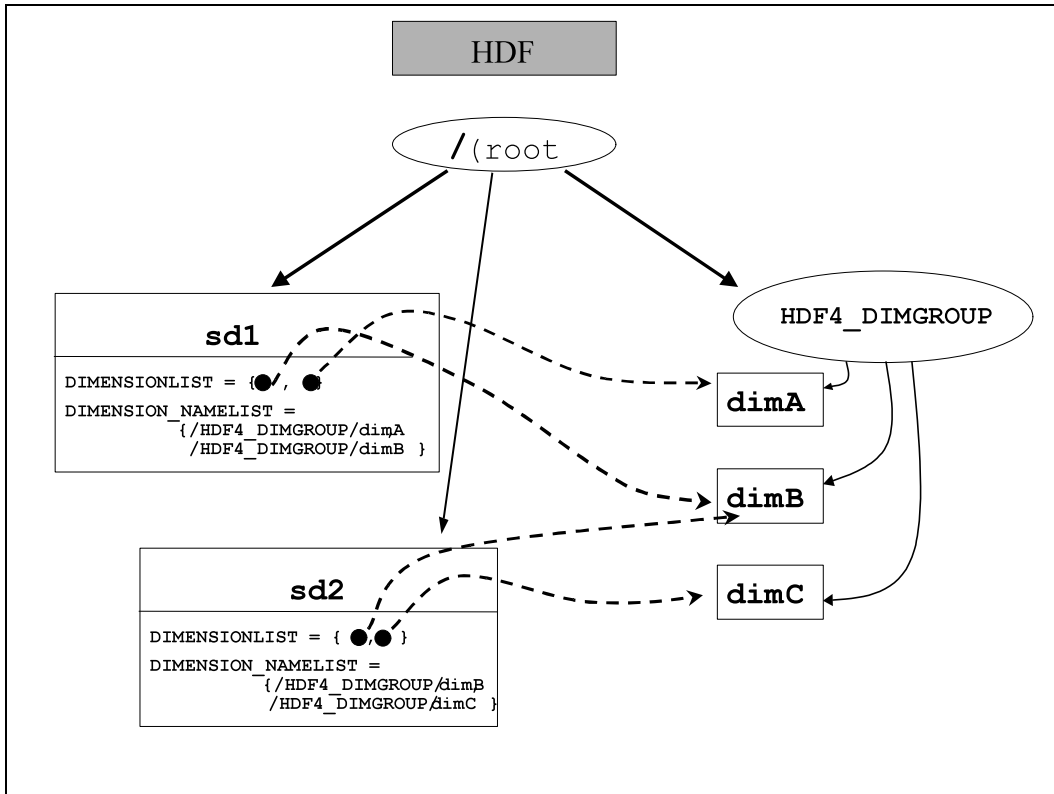 HDF
/(root
HDF4_DIMGROUP
sd1
DIMENSIONLIST = { , }
DIMENSION_NAMELIST =
{/HDF4_DIMGROUP/dimA,
/HDF4_DIMGROUP/dimB }
dimA
dimB
dimC
sd2
DIMENSIONLIST = { , }
DIMENSION_NAMELIST =
{/HDF4_DIMGROUP/dimB,
/HDF4_DIMGROUP/dimC }